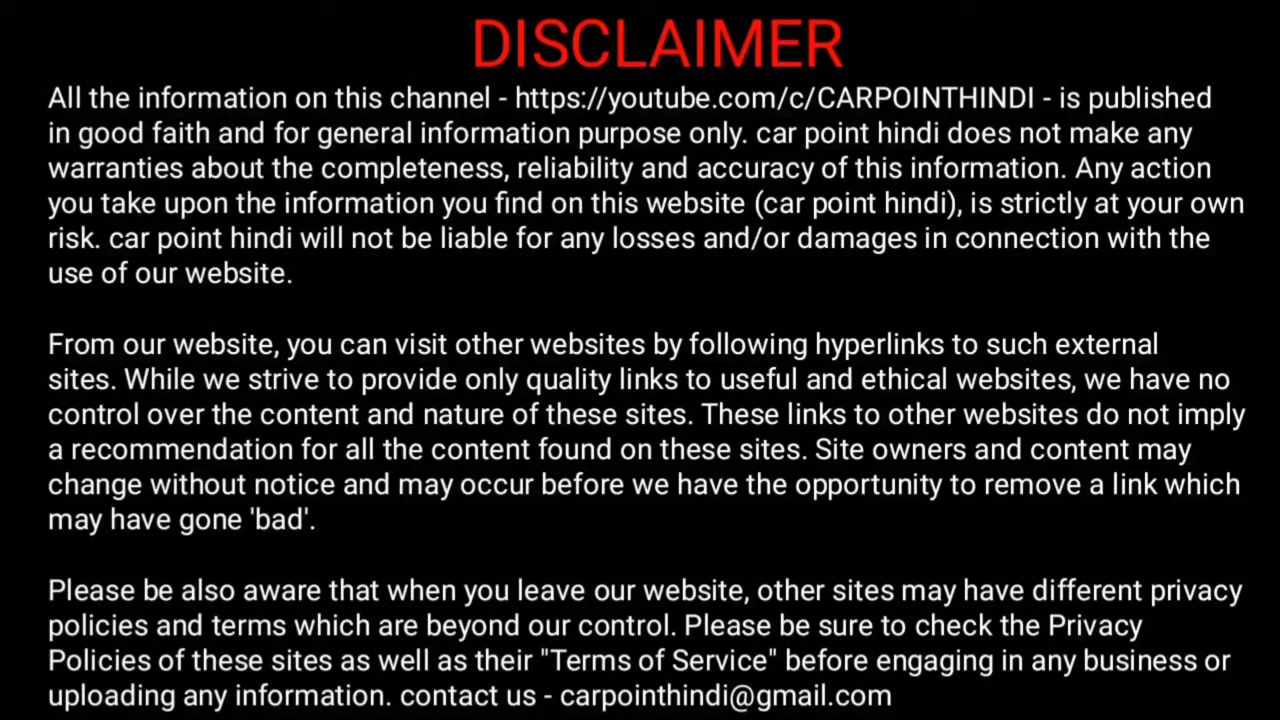 DISCLAIMER
All the information on this channel - https://youtube.com/c/CARPOINTHINDI - is published
in good faith and for general information purpose only. car point hindi does not make any
warranties about the completeness, reliability and accuracy of this information. Any action
you take upon the information you find on this website (car point hindi), is strictly at your own
risk. car point hindi will not be liable for any losses and/or damages in connection with the
use of our website.
From our website, you can visit other websites by following hyperlinks to such external
sites. While we strive to provide only quality links to useful and ethical websites, we have no
control over the content and nature of these sites. These links to other websites do not imply
a recommendation for all the content found on these sites. Site owners and content may
change without notice and may occur before we have the opportunity to remove a link which
may have gone 'bad'.
Please be also aware that when you leave our website, other sites may have different privacy
policies and terms which are beyond our control. Please be sure to check the Privacy
Policies of these sites as well as their "Terms of Service" before engaging in any business or
uploading any information. contact us - carpointhindi@gmail.com